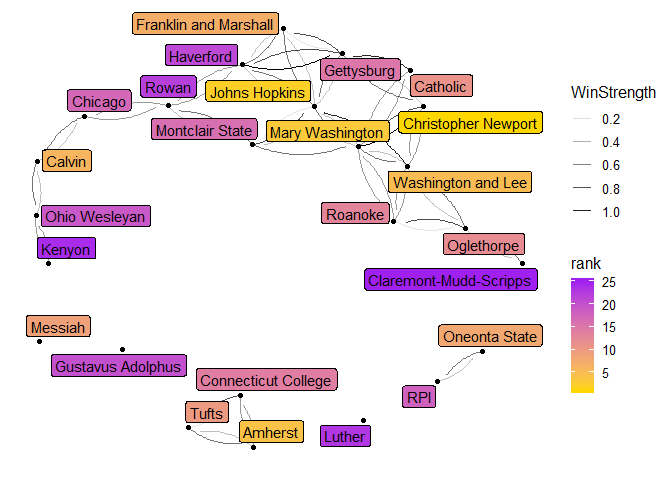 Franklin and Marshall
Haverford
Gettysburg
Rowan
Johns Hopkins
Catholic
Chicago
Montclair State
Mary Washington
Christopher Newport
Calvin
Washington and Lee
Ohio Wesleyan
Roanoke
Kenyon
Oglethorpe
Claremont-Mudd-Scripps
Messiah
Oneonta State
Gustavus Adolphus
Connecticut College
RPI
Tufts
Amherst
Luther
WinStrength
0.2
0.4
0.6
0.8
1.0
rank
25
20
15
10
5